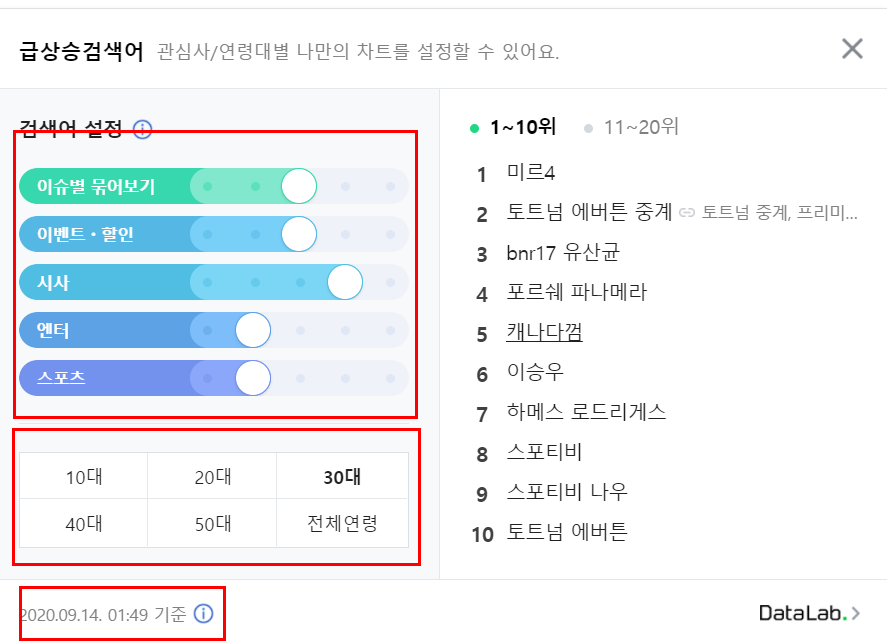 급상승검색어 관심사/연령대별 나만의 차트를 설정할 수 있어요.
검색어 설정
이슈별 묶어보기
이벤트·할인
시사
엔터
스포츠
10대 20대 30대
40대 50대 전체연령
2020.09.14. 01:49 기준
1~10위 11~20위
1 미르4
2 토트넘 에버튼 중계 토트넘 중계, 프리미...
3 bnr17 유산균
4 포르쉐 파나메라
5 캐나다껌
6 이승우
7 하메스 로드리게스
8 스포티비
9 스포티비 나우
10 토트넘 에버튼
DataLab.